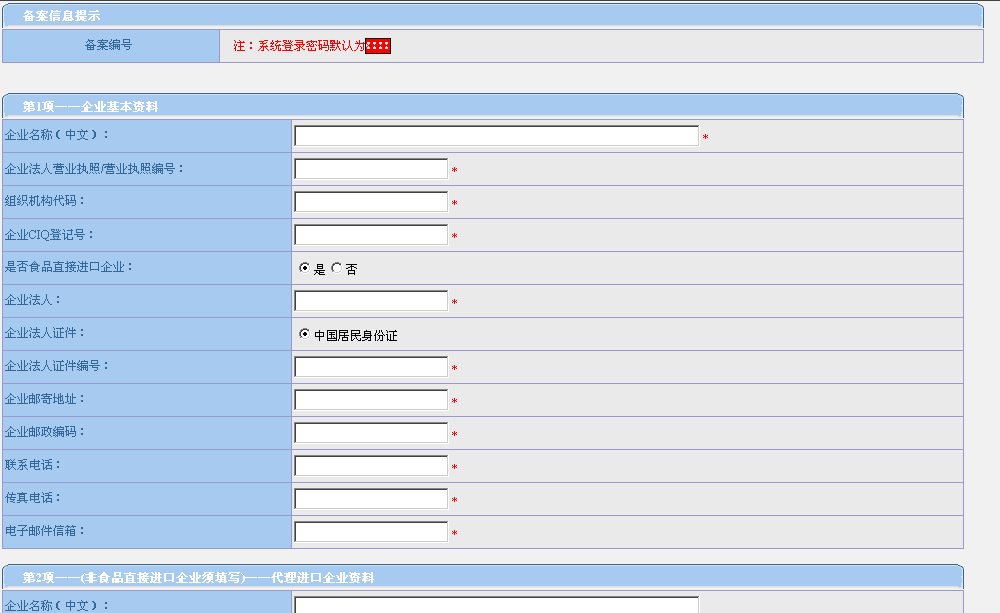 备案信息提示
备案编号
注：系统登录密码默认为
第1项——企业基本资料
企业名称（中文）： *
企业法人营业执照/营业执照编号： *
组织机构代码： *
企业CIQ登记号： *
是否食品直接进口企业： 是 否
企业法人： *
企业法人证件： 中国居民身份证
企业法人证件编号： *
企业邮寄地址： *
企业邮政编码： *
联系电话： *
传真电话： *
电子邮件信箱： *
第2项——(非食品直接进口企业须填写)——代理进口企业资料
企业名称（中文）：